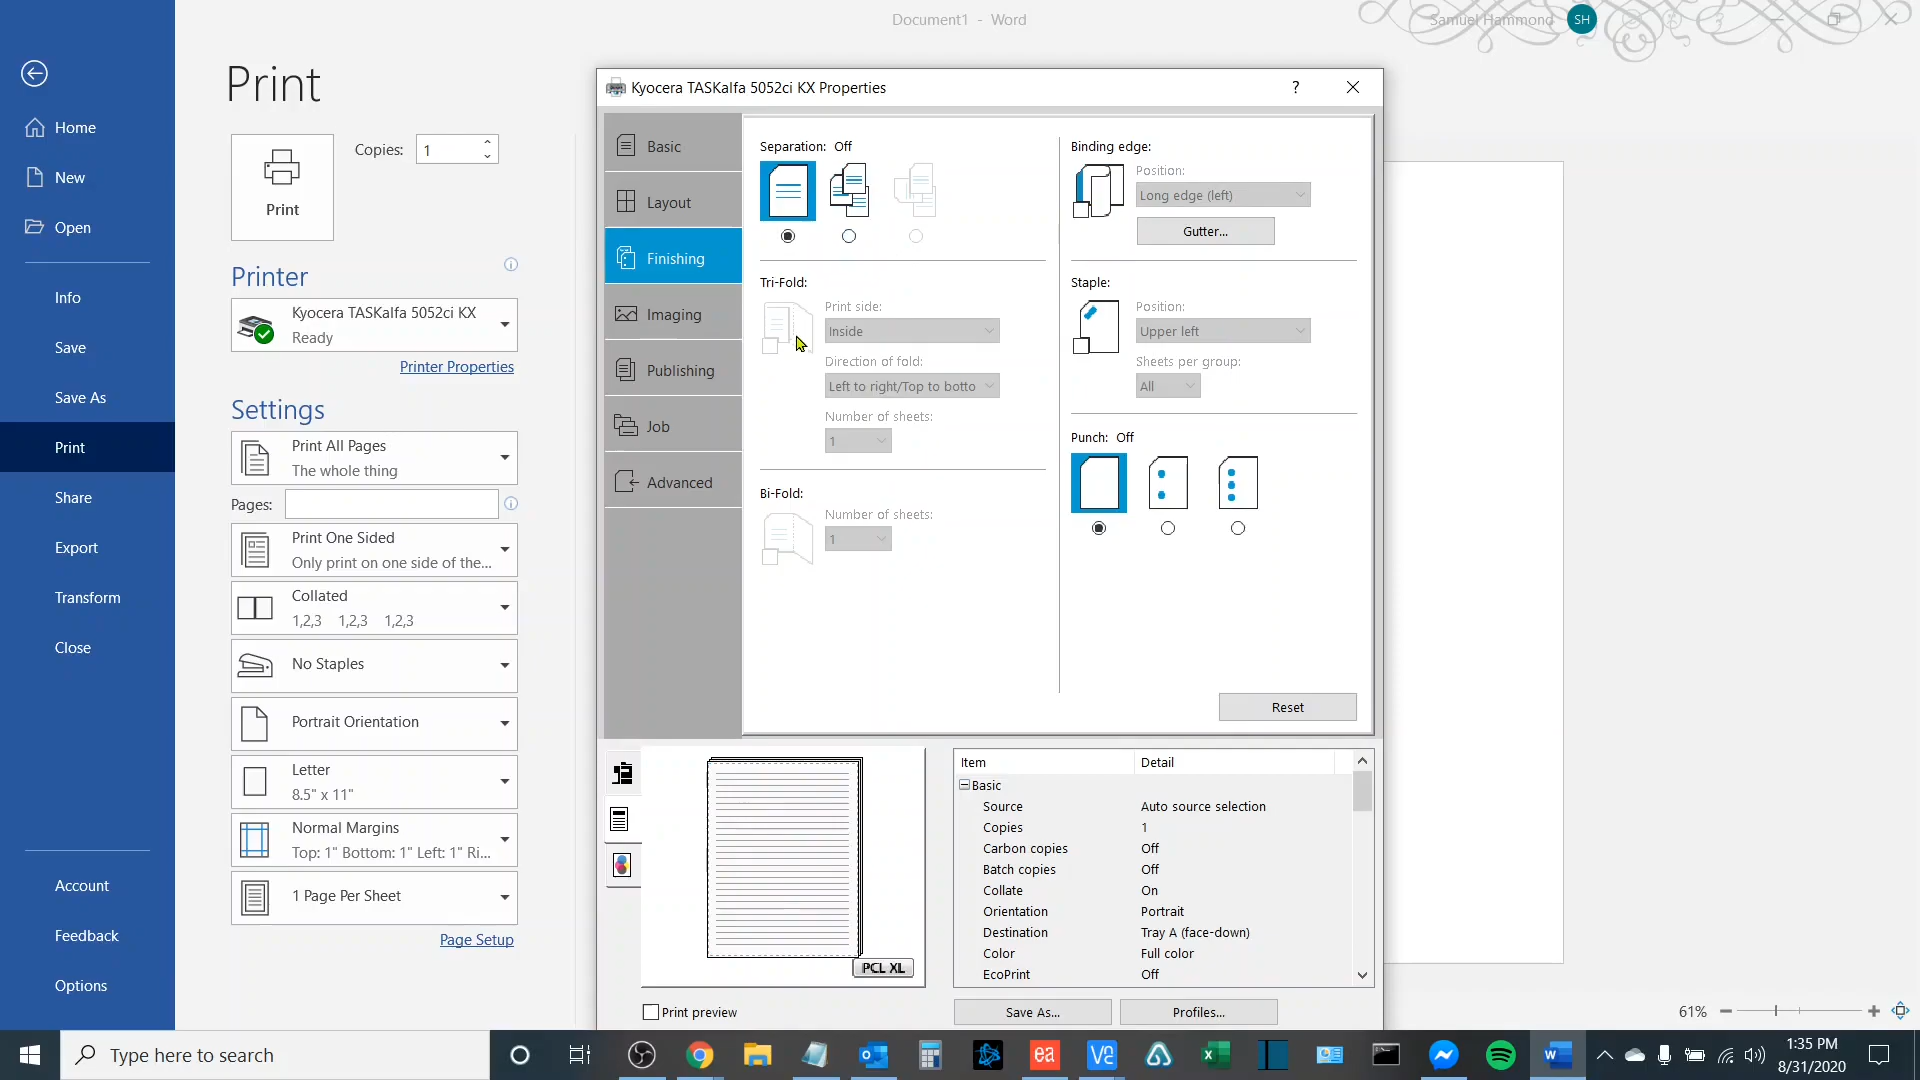 Document1 - Word
Samuel Hammond
SH
Home
New
Open
Info
Save
Save As
Print
Share
Export
Transform
Close
Account
Feedback
Options
Print
Print
Copies:
1
Printer
Kyocera TASKalfa 5052ci KX
Ready
Printer Properties
Settings
Print All Pages
The whole thing
Pages:
Print One Sided
Only print on one side of the...
Collated
1,2,3 1,2,3 1,2,3
No Staples
Portrait Orientation
Letter
8.5" x 11"
Normal Margins
Top: 1" Bottom: 1" Left: 1" Ri...
1 Page Per Sheet
Page Setup
Kyocera TASKalfa 5052ci KX Properties
?
Basic
Layout
Finishing
Imaging
Publishing
Job
Advanced
Separation: Off
Tri-Fold:
Print side:
Inside
Direction of fold:
Left to right/Top to botto
Number of sheets:
1
Bi-Fold:
Number of sheets:
1
Binding edge:
Position:
Long edge (left)
Gutter...
Staple:
Position:
Upper left
Sheets per group:
All
Punch: Off
Reset
PCL XL
Print preview
Item Detail
Basic
Source Auto source selection
Copies 1
Carbon copies Off
Batch copies Off
Collate On
Orientation Portrait
Destination Tray A (face-down)
Color Full color
EcoPrint Off
Save As...
Profiles...
61%
Type here to search
ea
1:35 PM
8/31/2020